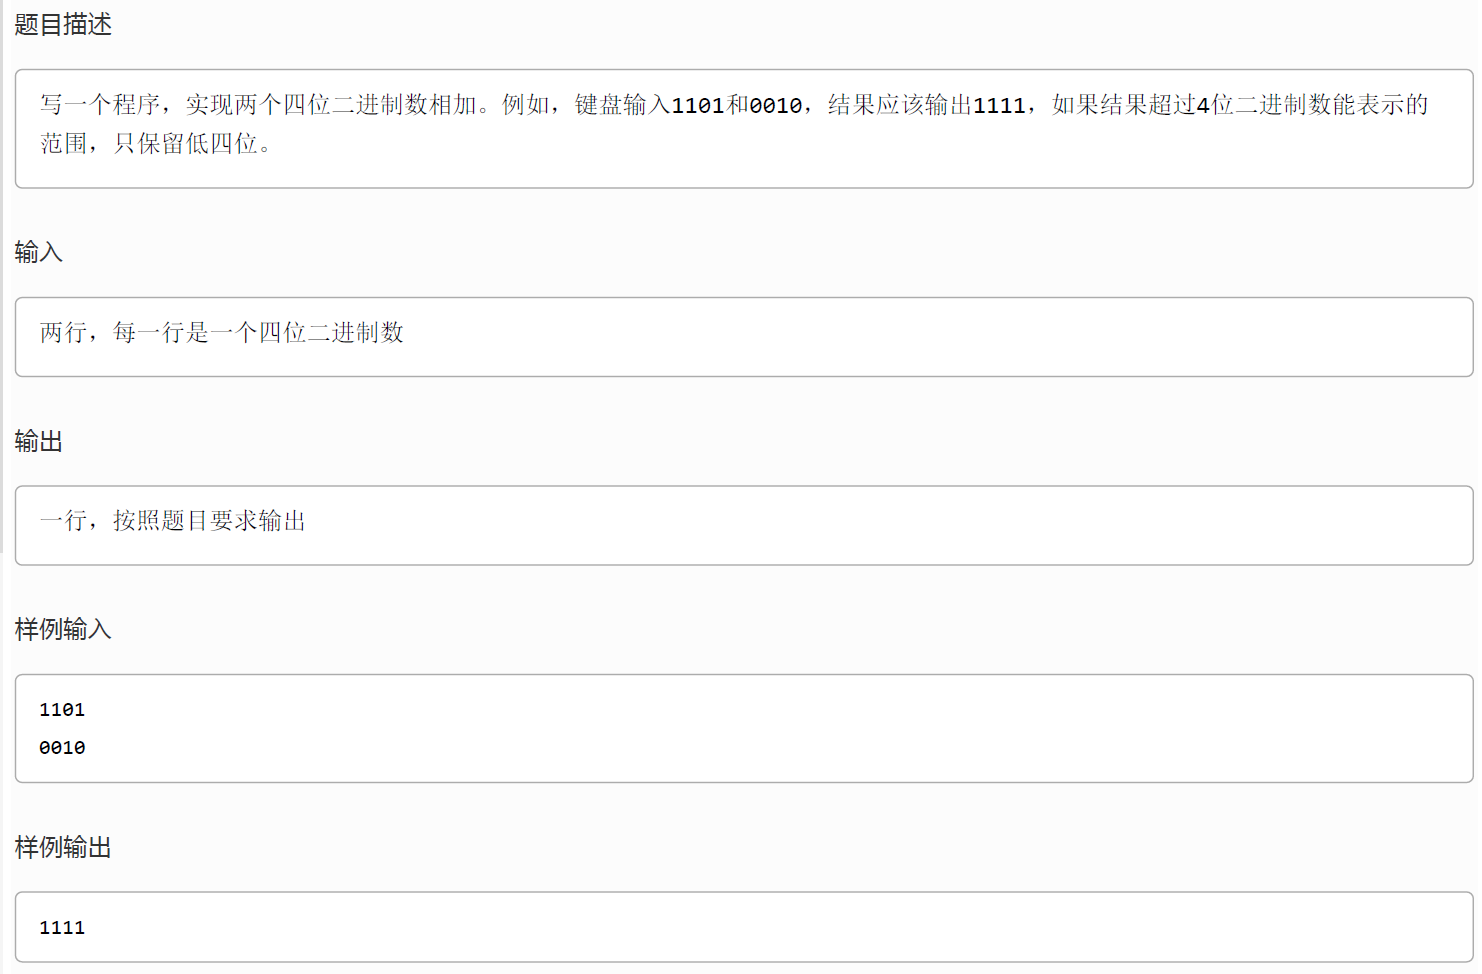 题目描述
写一个程序，实现两个四位二进制数相加。例如，键盘输入1101和0010，结果应该输出1111，如果结果超过4位二进制数能表示的
范围，只保留低四位。
输入
两行，每一行是一个四位二进制数
输出
一行，按照题目要求输出
样例输入
1101
0010
样例输出
1111